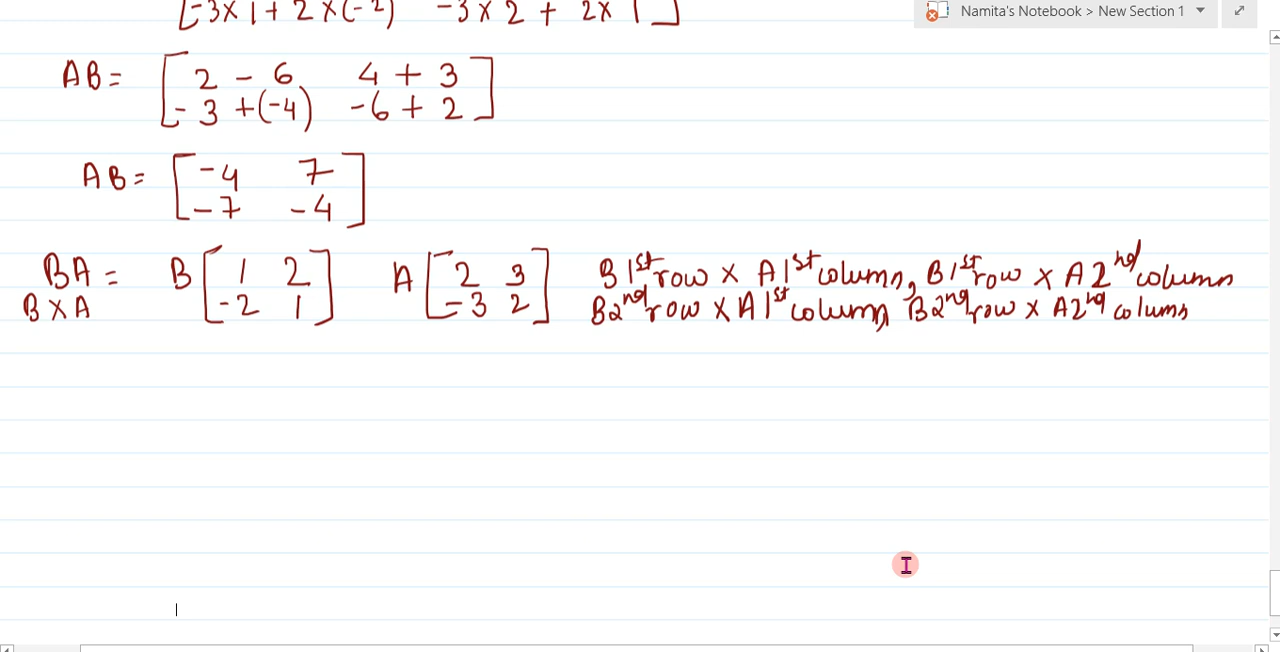 Namita's Notebook > New Section 1
[-3×1+2×(-2) -3×2+2×1]
AB= [2 - 6 4 + 3
-3 +(-4) -6 + 2]
AB= [-4 7
-7 -4]
BA = B [1 2 A [2 3 B 1st row × A 1st column, B 1st row × A 2nd column
B×A -2 1] -3 2] B 2nd row × A 1st column, B 2nd row × A 2nd colums